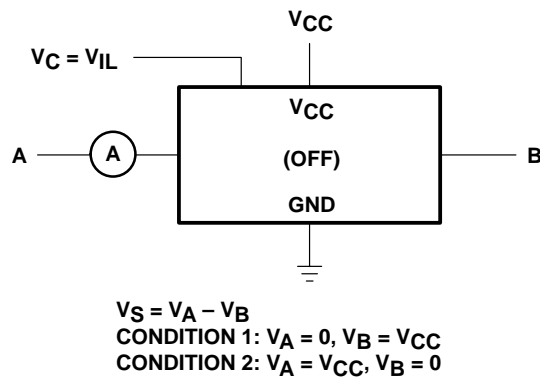 VCC
VC = VIL
VCC
A
A
(OFF)
B
GND
VS = VA – VB
CONDITION 1: VA = 0, VB = VCC
CONDITION 2: VA = VCC, VB = 0